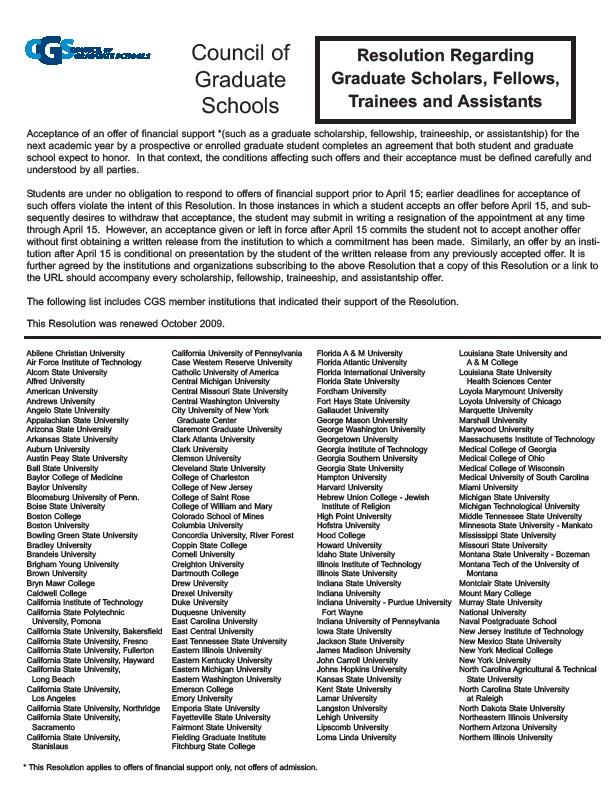 CGS COUNCIL OF
GRADUATE SCHOOLS
Council of
Graduate
Schools
Resolution Regarding
Graduate Scholars, Fellows,
Trainees and Assistants
Acceptance of an offer of financial support *(such as a graduate scholarship, fellowship, traineeship, or assistantship) for the
next academic year by a prospective or enrolled graduate student completes an agreement that both student and graduate
school expect to honor. In that context, the conditions affecting such offers and their acceptance must be defined carefully and
understood by all parties.
Students are under no obligation to respond to offers of financial support prior to April 15; earlier deadlines for acceptance of
such offers violate the intent of this Resolution. In those instances in which a student accepts an offer before April 15, and sub-
sequently desires to withdraw that acceptance, the student may submit in writing a resignation of the appointment at any time
through April 15. However, an acceptance given or left in force after April 15 commits the student not to accept another offer
without first obtaining a written release from the institution to which a commitment has been made. Similarly, an offer by an insti-
tution after April 15 is conditional on presentation by the student of the written release from any previously accepted offer. It is
further agreed by the institutions and organizations subscribing to the above Resolution that a copy of this Resolution or a link to
the URL should accompany every scholarship, fellowship, traineeship, and assistantship offer.
The following list includes CGS member institutions that indicated their support of the Resolution.
This Resolution was renewed October 2009.
Abilene Christian University
Air Force Institute of Technology
Alcorn State University
Alfred University
American University
Andrews University
Angelo State University
Appalachian State University
Arizona State University
Arkansas State University
Auburn University
Austin Peay State University
Ball State University
Baylor College of Medicine
Baylor University
Bloomsburg University of Penn.
Boise State University
Boston College
Boston University
Bowling Green State University
Bradley University
Brandeis University
Brigham Young University
Brown University
Bryn Mawr College
Caldwell College
California Institute of Technology
California State Polytechnic
University, Pomona
California State University, Bakersfield
California State University, Fresno
California State University, Fullerton
California State University, Hayward
California State University,
Long Beach
California State University,
Los Angeles
California State University, Northridge
California State University,
Sacramento
California State University,
Stanislaus
California University of Pennsylvania
Case Western Reserve University
Catholic University of America
Central Michigan University
Central Missouri State University
Central Washington University
City University of New York
Graduate Center
Claremont Graduate University
Clark Atlanta University
Clark University
Clemson University
Cleveland State University
College of Charleston
College of New Jersey
College of Saint Rose
College of William and Mary
Colorado School of Mines
Columbia University
Concordia University, River Forest
Coppin State College
Cornell University
Creighton University
Dartmouth College
Drew University
Drexel University
Duke University
Duquesne University
East Carolina University
East Central University
East Tennessee State University
Eastern Illinois University
Eastern Kentucky University
Eastern Michigan University
Eastern Washington University
Emerson College
Emory University
Emporia State University
Fayetteville State University
Fairmont State University
Fielding Graduate Institute
Fitchburg State College
Florida A & M University
Florida Atlantic University
Florida International University
Florida State University
Fordham University
Fort Hays State University
Gallaudet University
George Mason University
George Washington University
Georgetown University
Georgia Institute of Technology
Georgia Southern University
Georgia State University
Hampton University
Harvard University
Hebrew Union College - Jewish
Institute of Religion
High Point University
Hofstra University
Hood College
Howard University
Idaho State University
Illinois Institute of Technology
Illinois State University
Indiana State University
Indiana University
Indiana University - Purdue University
Fort Wayne
Indiana University of Pennsylvania
Iowa State University
Jackson State University
James Madison University
John Carroll University
Johns Hopkins University
Kansas State University
Kent State University
Lamar University
Langston University
Lehigh University
Lipscomb University
Loma Linda University
Louisiana State University and
A & M College
Louisiana State University
Health Sciences Center
Loyola Marymount University
Loyola University of Chicago
Marquette University
Marshall University
Marywood University
Massachusetts Institute of Technology
Medical College of Georgia
Medical College of Ohio
Medical College of Wisconsin
Medical University of South Carolina
Miami University
Michigan State University
Michigan Technological University
Middle Tennessee State University
Minnesota State University - Mankato
Mississippi State University
Missouri State University
Montana State University - Bozeman
Montana Tech of the University of
Montana
Montclair State University
Mount Mary College
Murray State University
National University
Naval Postgraduate School
New Jersey Institute of Technology
New Mexico State University
New York Medical College
New York University
North Carolina Agricultural & Technical
State University
North Carolina State University
at Raleigh
North Dakota State University
Northeastern Illinois University
Northern Arizona University
Northern Illinois University
* This Resolution applies to offers of financial support only, not offers of admission.